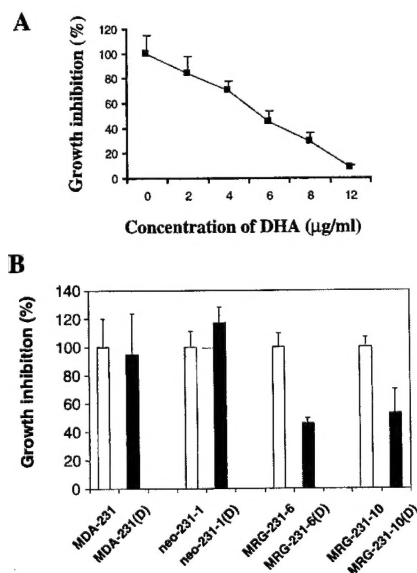 A
Growth inhibition (%)
120
100
80
60
40
20
0
0 2 4 6 8 12
Concentration of DHA (µg/ml)
B
Growth inhibition (%)
140
120
100
80
60
40
20
0
MDA-231
MDA-231(D)
neo-231-1
neo-231-1(D)
MRG-231-6
MRG-231-6(D)
MRG-231-10
MRG-231-10(D)